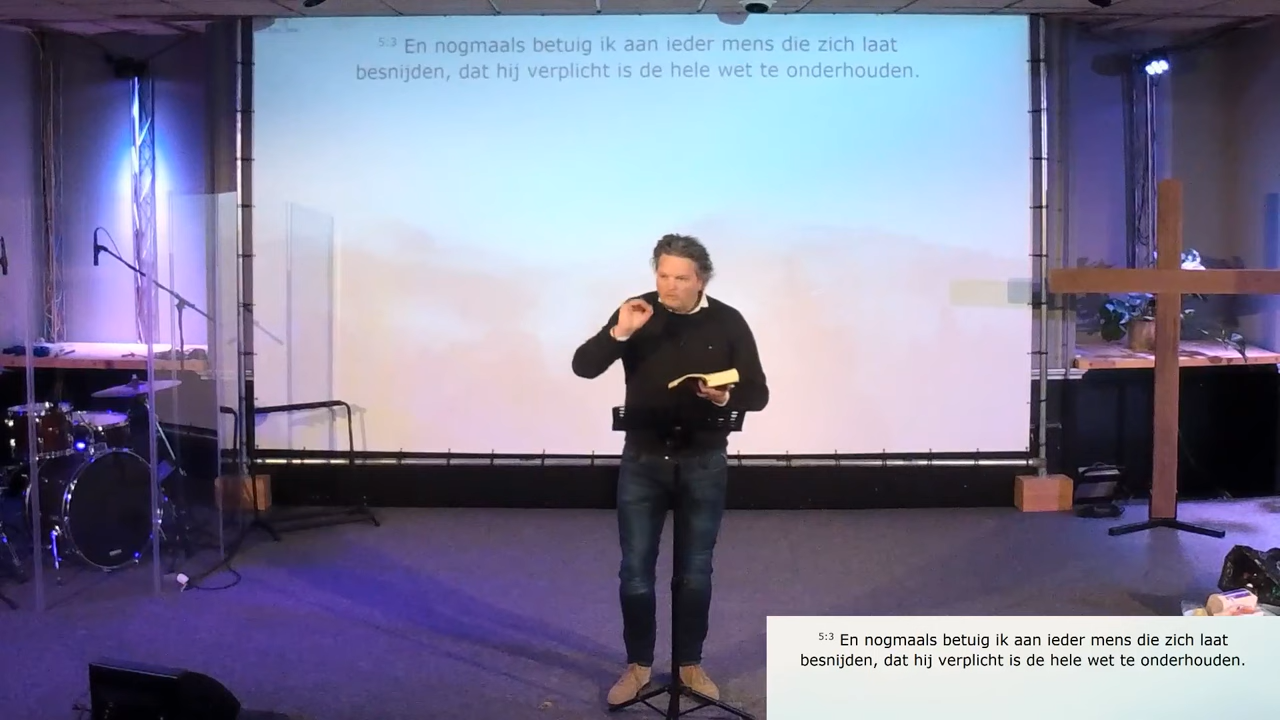 5:3 En nogmaals betuig ik aan ieder mens die zich laat
besnijden, dat hij verplicht is de hele wet te onderhouden.
5:3 En nogmaals betuig ik aan ieder mens die zich laat
besnijden, dat hij verplicht is de hele wet te onderhouden.